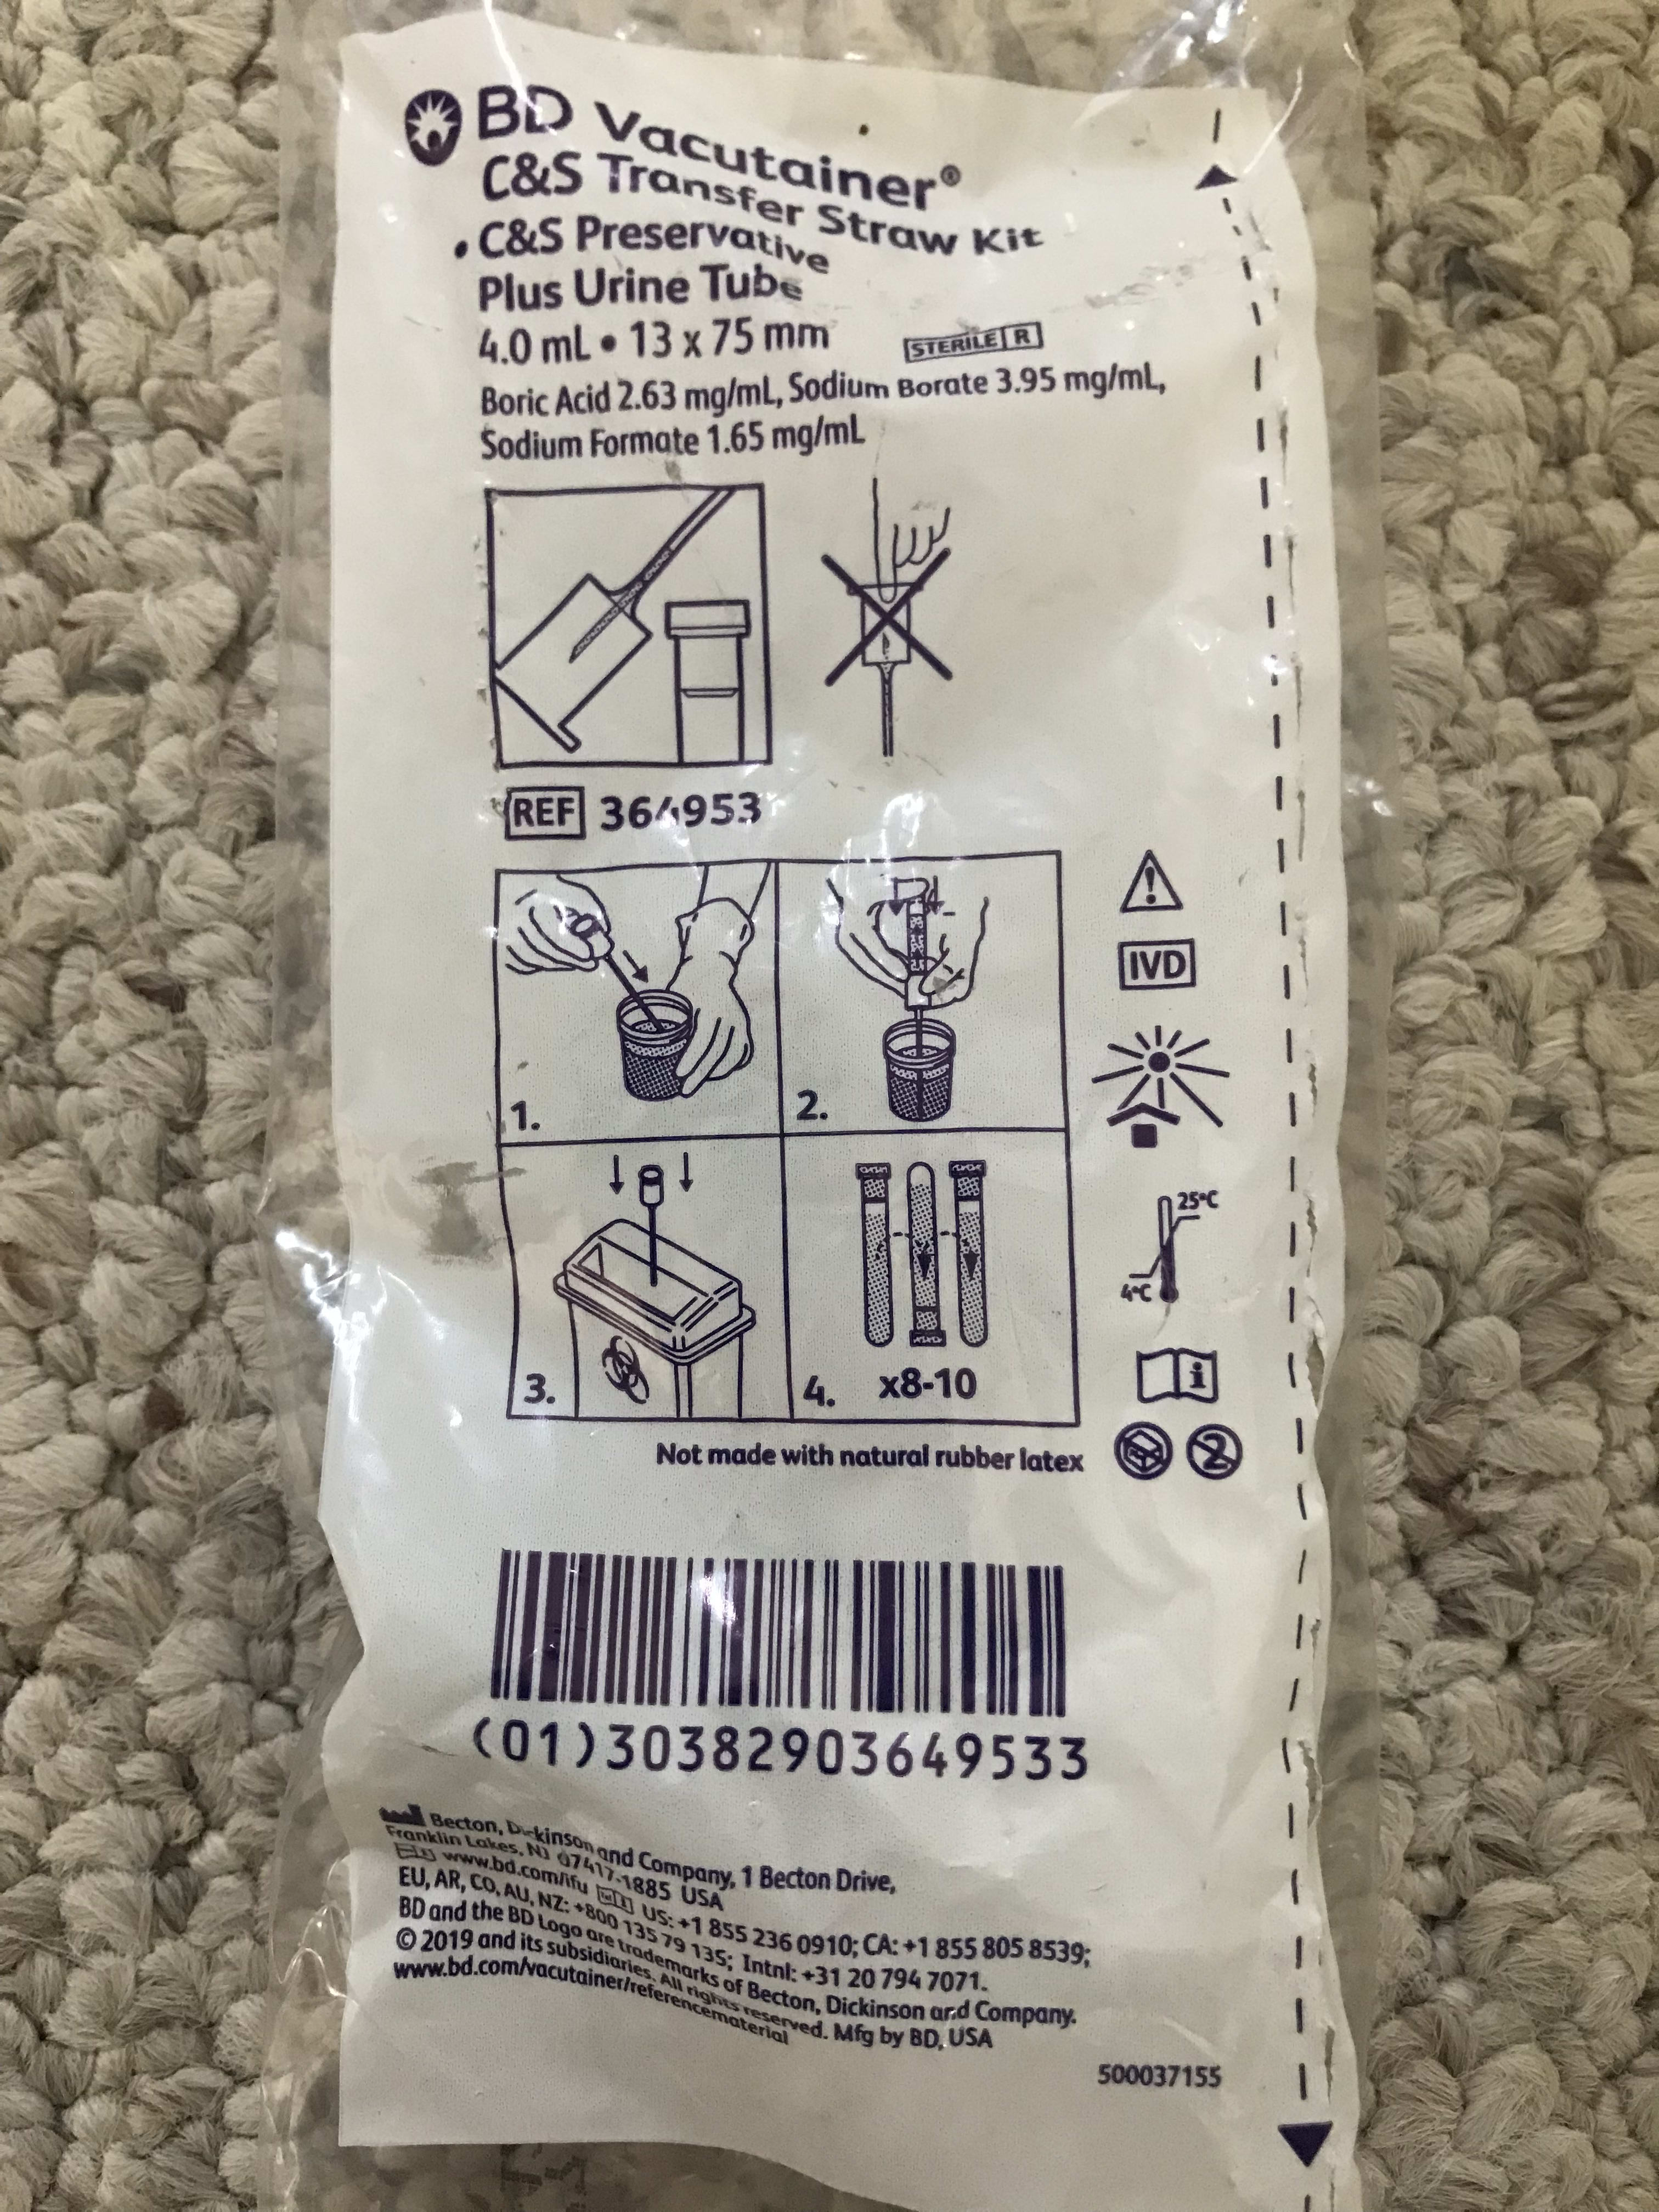 BD Vacutainer®
C&S Transfer Straw Kit
• C&S Preservative
Plus Urine Tube
4.0 mL • 13 x 75 mm
STERILE R
Boric Acid 2.63 mg/mL, Sodium Borate 3.95 mg/mL,
Sodium Formate 1.65 mg/mL
REF 364953
1.
2.
IVD
25°C
4°C
3.
4.
x8-10
i
Not made with natural rubber latex
2
(01)30382903649533
Becton, Dickinson and Company, 1 Becton Drive,
Franklin Lakes, NJ 07417-1885 USA
www.bd.com/ifu US: +1 855 236 0910; CA: +1 855 805 8539;
EU, AR, CO, AU, NZ: +800 135 79 135; Intnl: +31 20 794 7071.
BD and the BD Logo are trademarks of Becton, Dickinson and Company.
© 2019 and its subsidiaries. All rights reserved. Mfg by BD, USA
www.bd.com/vacutainer/referencematerial
500037155